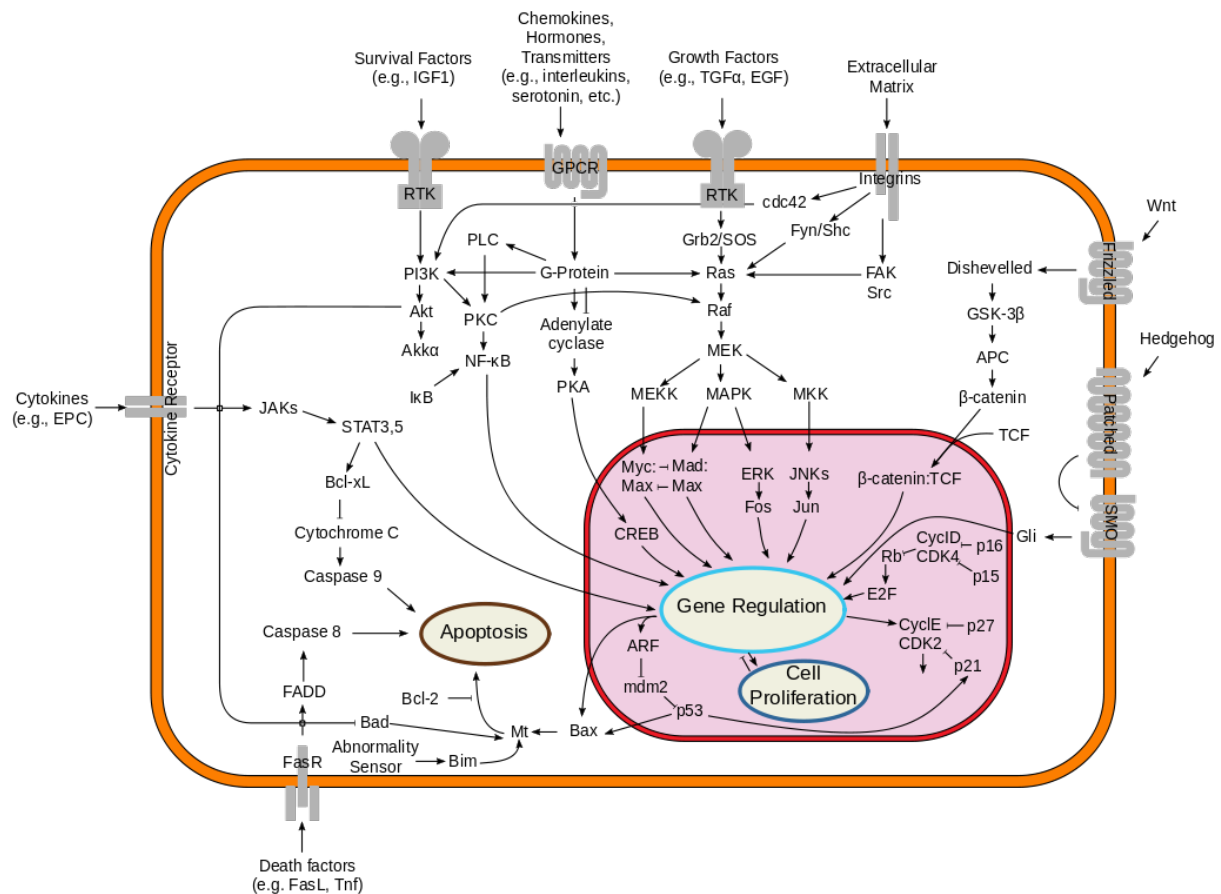 Chemokines,
Hormones,
Transmitters
(e.g., interleukins,
serotonin, etc.)
Survival Factors
(e.g., IGF1)
Growth Factors
(e.g., TGFα, EGF)
Extracellular
Matrix
RTK
GPCR
RTK
Integrins
cdc42
Fyn/Shc
Grb2/SOS
PLC
PI3K
G-Protein
Ras
FAK
Src
Akt
PKC
Adenylate
cyclase
Raf
Akkα
NF-κB
MEK
IκB
PKA
MEKK
MAPK
MKK
Wnt
Frizzled
Dishevelled
GSK-3β
APC
β-catenin
TCF
Hedgehog
Patched
SMO
Gli
Cytokines
(e.g., EPC)
Cytokine Receptor
JAKs
STAT3,5
Bcl-xL
Cytochrome C
Caspase 9
Caspase 8
Apoptosis
FADD
Bcl-2
Bad
Mt
Bax
Abnormality
Sensor
Bim
FasR
Death factors
(e.g. FasL, Tnf)
Myc:
Max
Mad:
Max
ERK
Fos
JNKs
Jun
β-catenin:TCF
CREB
CycID
CDK4
p16
p15
Rb
E2F
Gene Regulation
CyclE
CDK2
p27
p21
ARF
mdm2
p53
Cell
Proliferation